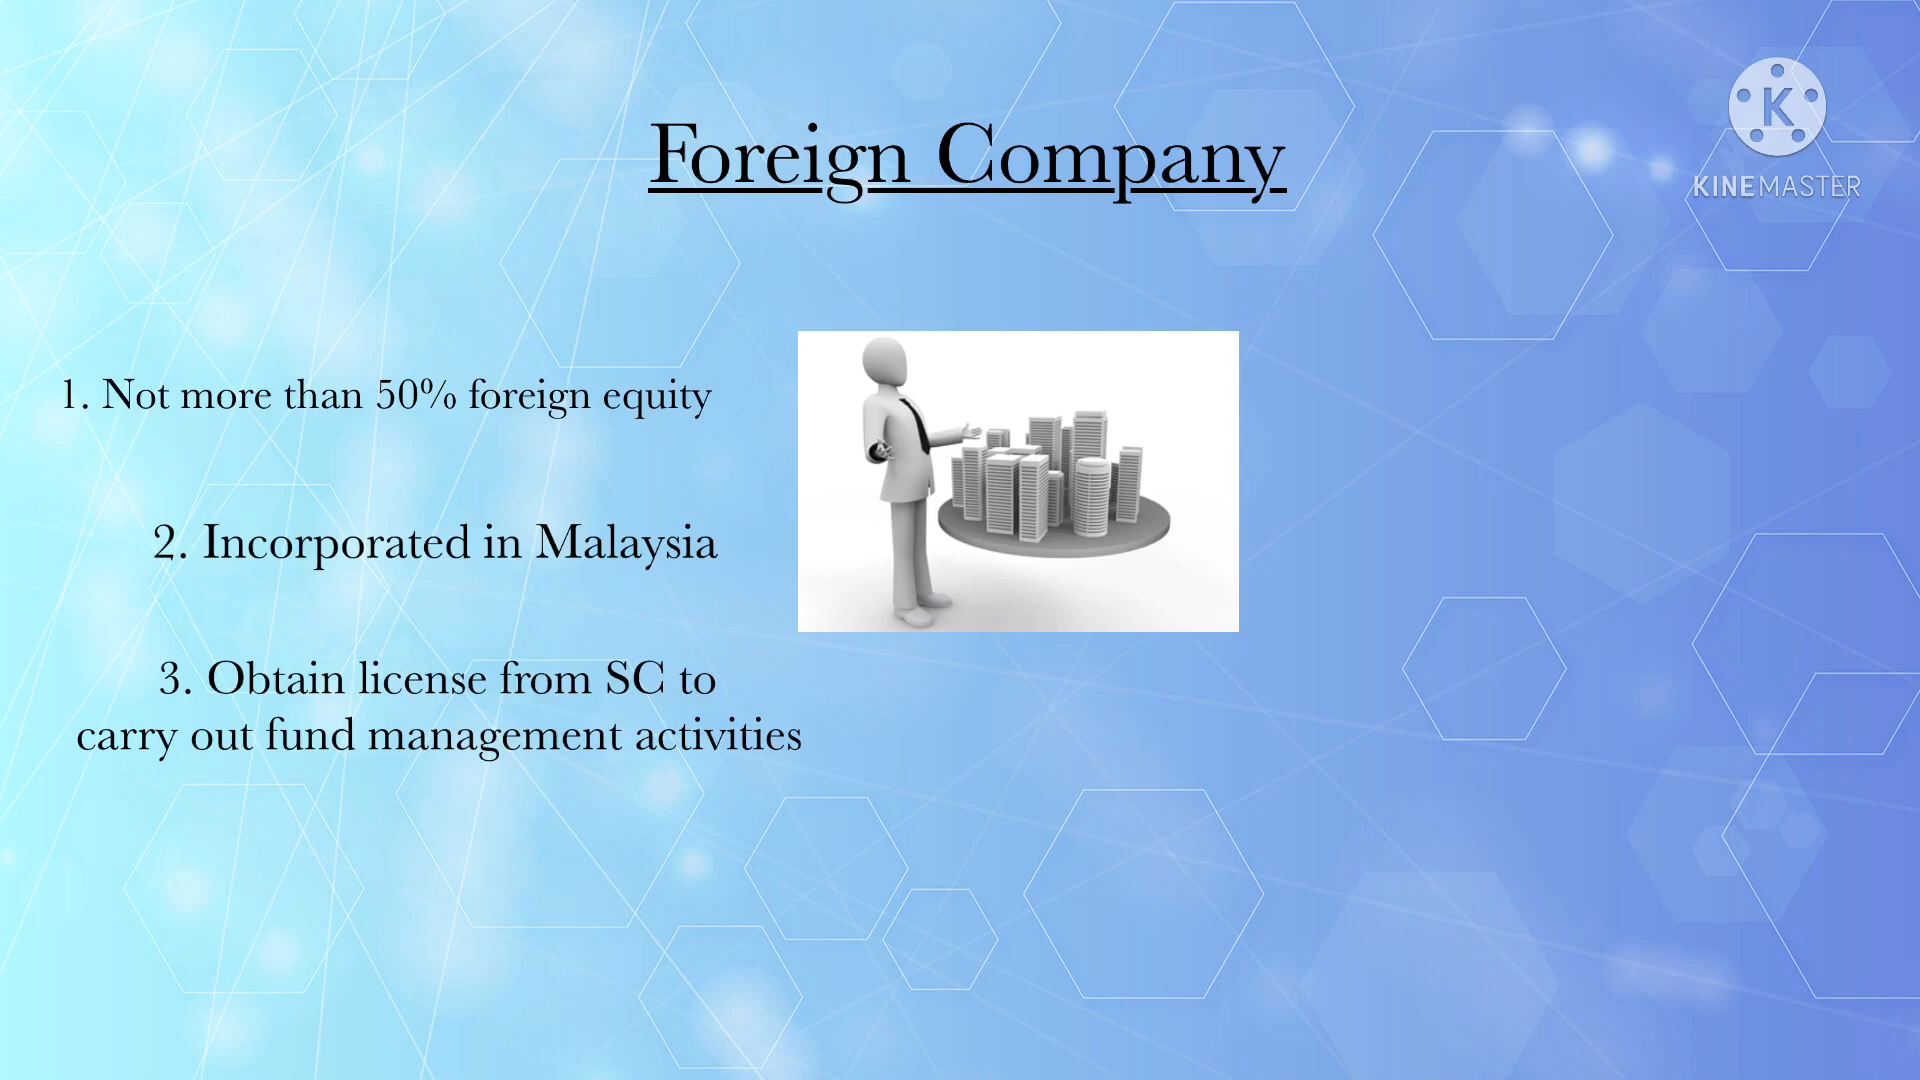 Foreign Company
K
KINEMASTER
1. Not more than 50% foreign equity
2. Incorporated in Malaysia
3. Obtain license from SC to
carry out fund management activities